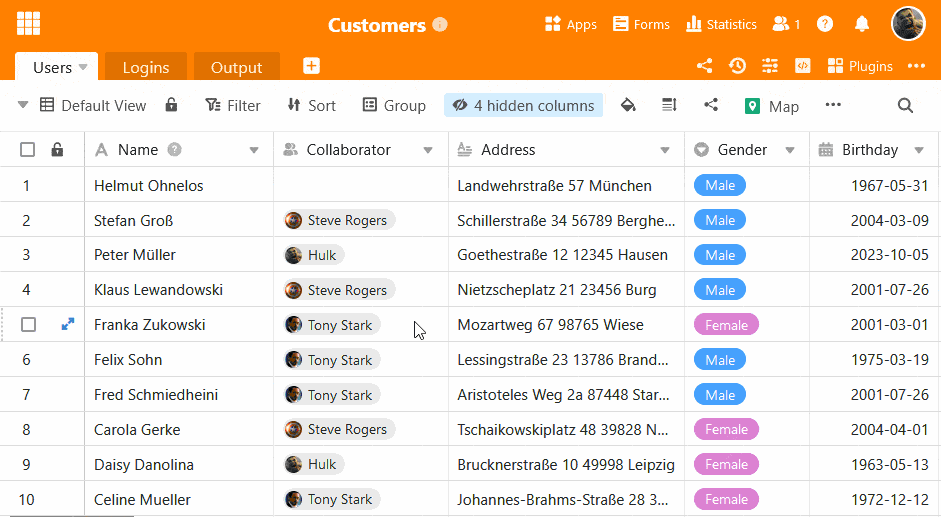 Customers
Apps Forms Statistics 1
Users Logins Output
Plugins
Default View Filter Sort Group 4 hidden columns Map
Name Collaborator Address Gender Birthday
1 Helmut Ohnelos Landwehrstraße 57 München Male 1967-05-31
2 Stefan Groß Steve Rogers Schillerstraße 34 56789 Berghe... Male 2004-03-09
3 Peter Müller Hulk Goethestraße 12 12345 Hausen Male 2023-10-05
4 Klaus Lewandowski Steve Rogers Nietzscheplatz 21 23456 Burg Male 2001-07-26
Franka Zukowski Tony Stark Mozartweg 67 98765 Wiese Female 2001-03-01
6 Felix Sohn Tony Stark Lessingstraße 23 13786 Brand... Male 1975-03-19
7 Fred Schmiedheini Tony Stark Aristoteles Weg 2a 87448 Star... Male 2001-07-26
8 Carola Gerke Steve Rogers Tschaikowskiplatz 48 39828 N... Female 2004-04-01
9 Daisy Danolina Hulk Brucknerstraße 10 49998 Leipzig Female 1963-05-13
10 Celine Mueller Tony Stark Johannes-Brahms-Straße 28 3... Female 1972-12-12